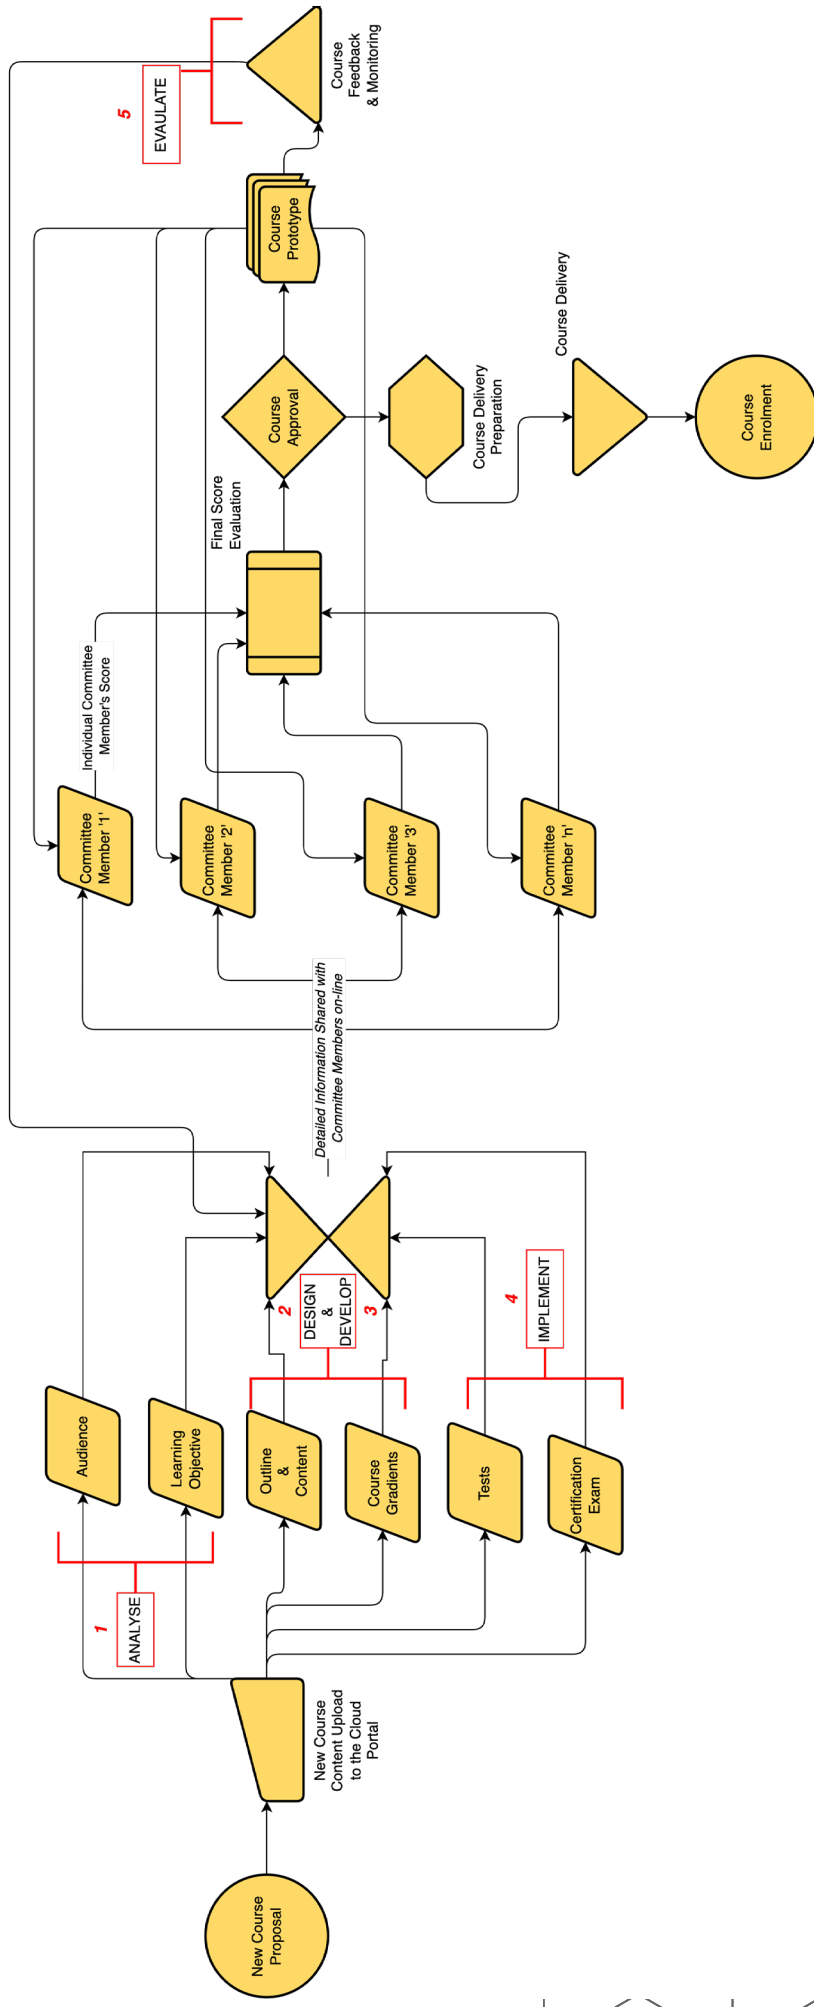 New Course
Proposal
New Course
Content Upload
to the Cloud
Portal
1
ANALYSE
Audience
Learning
Objective
Outline
&
Content
Course
Gradients
Tests
Certification
Exam
2
DESIGN
&
DEVELOP
3
4
IMPLEMENT
Detailed Information Shared with
Committee Members on-line
Committee
Member '1'
Committee
Member '2'
Committee
Member '3'
Committee
Member 'n'
Individual Committee
Member's Score
Final Score
Evaluation
Course
Approval
Course Delivery
Preparation
Course Delivery
Course
Enrolment
Course
Prototype
5
EVAULATE
Course
Feedback
& Monitoring